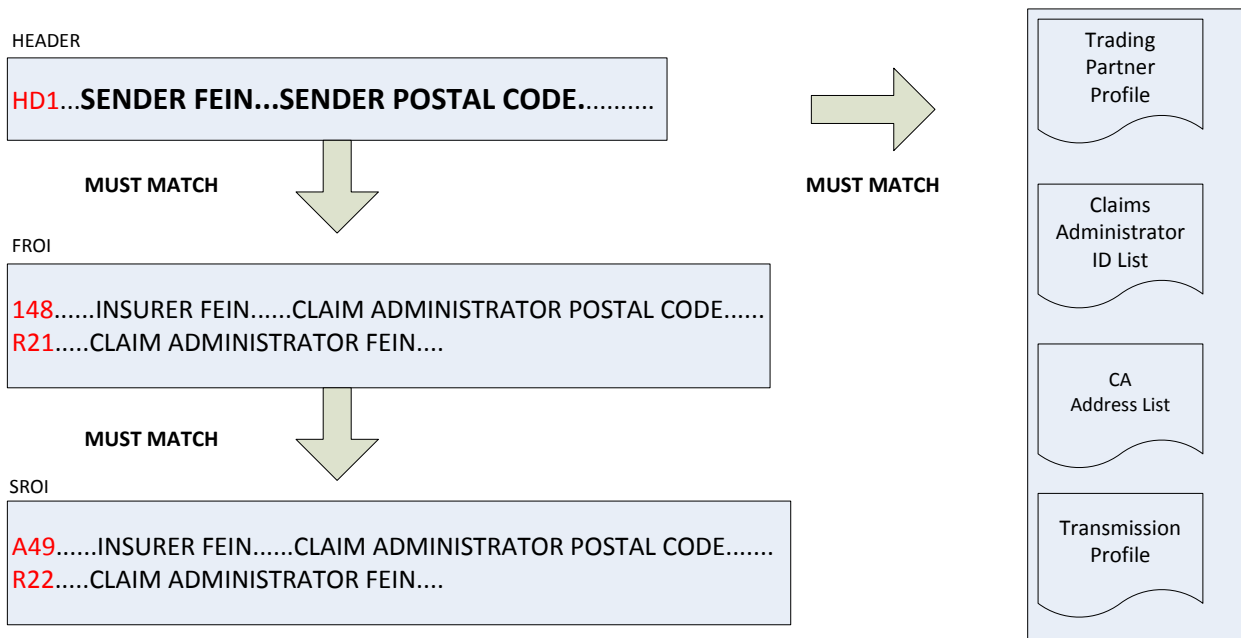 HEADER
HD1...SENDER FEIN...SENDER POSTAL CODE...........
MUST MATCH
MUST MATCH
FROI
148......INSURER FEIN......CLAIM ADMINISTRATOR POSTAL CODE......
R21.....CLAIM ADMINISTRATOR FEIN....
MUST MATCH
SROI
A49......INSURER FEIN......CLAIM ADMINISTRATOR POSTAL CODE.......
R22.....CLAIM ADMINISTRATOR FEIN....
Trading
Partner
Profile
Claims
Administrator
ID List
CA
Address List
Transmission
Profile